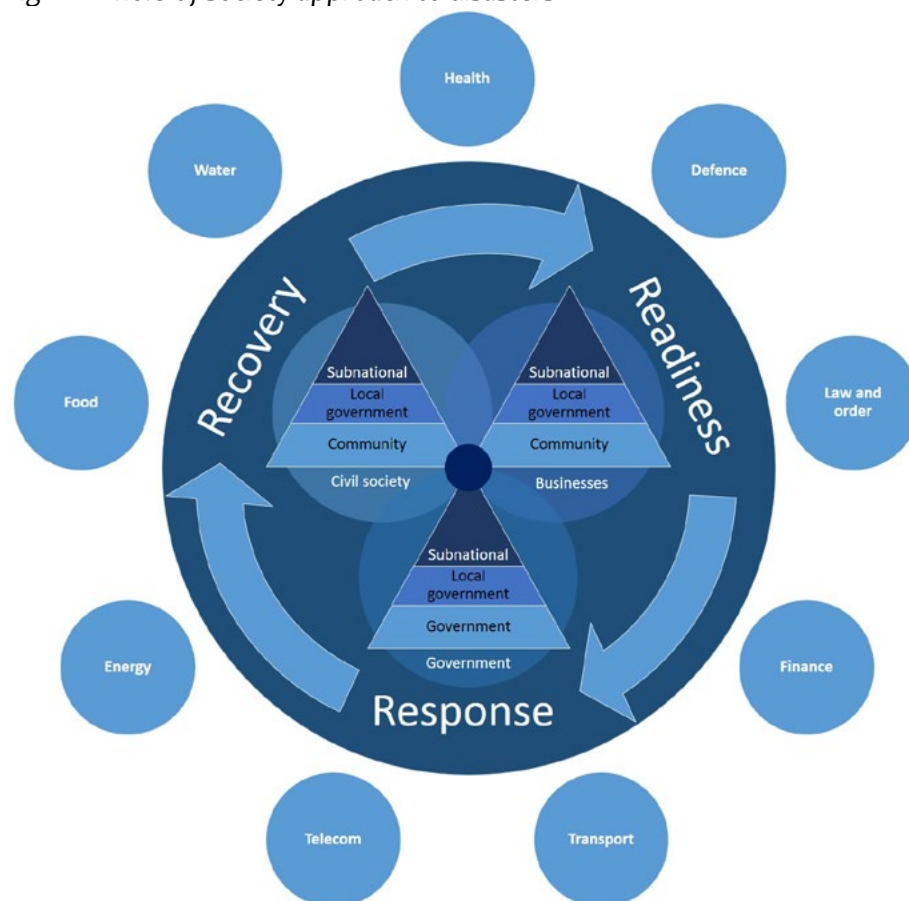 Health
Water
Defence
Recovery
Readiness
Subnational
Local
government
Community
Civil society
Subnational
Local
government
Community
Businesses
Food
Law and
order
Subnational
Local
government
Government
Government
Response
Energy
Finance
Telecom
Transport